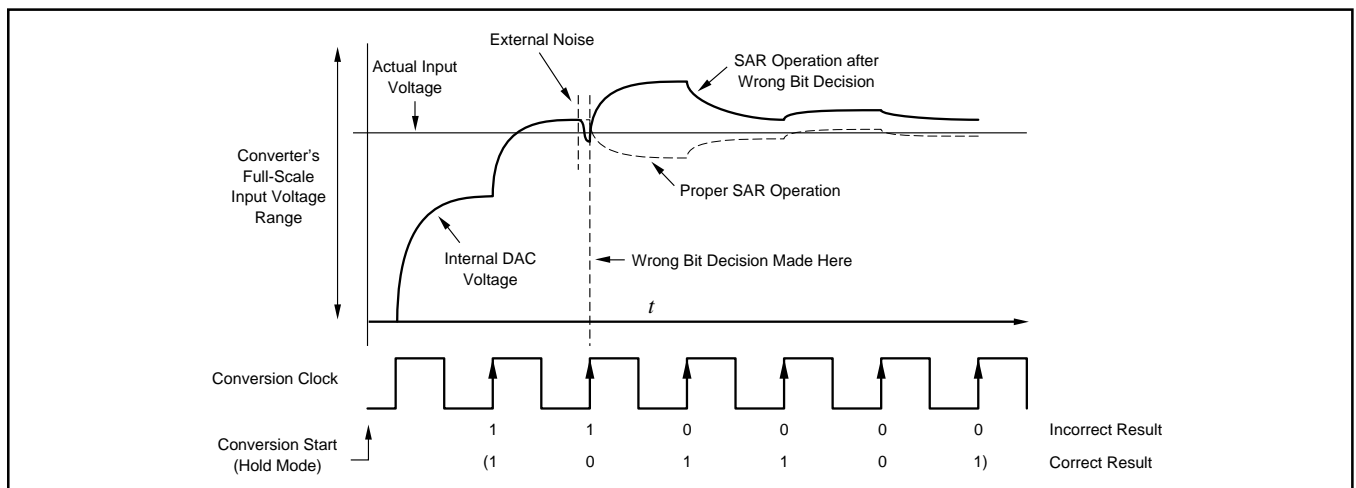 External Noise
SAR Operation after
Wrong Bit Decision
Actual Input
Voltage
Converter's
Full-Scale
Input Voltage
Range
Proper SAR Operation
Internal DAC
Voltage
Wrong Bit Decision Made Here
t
Conversion Clock
1 1 0 0 0 0 Incorrect Result
Conversion Start
(Hold Mode)
(1 0 1 1 0 1) Correct Result